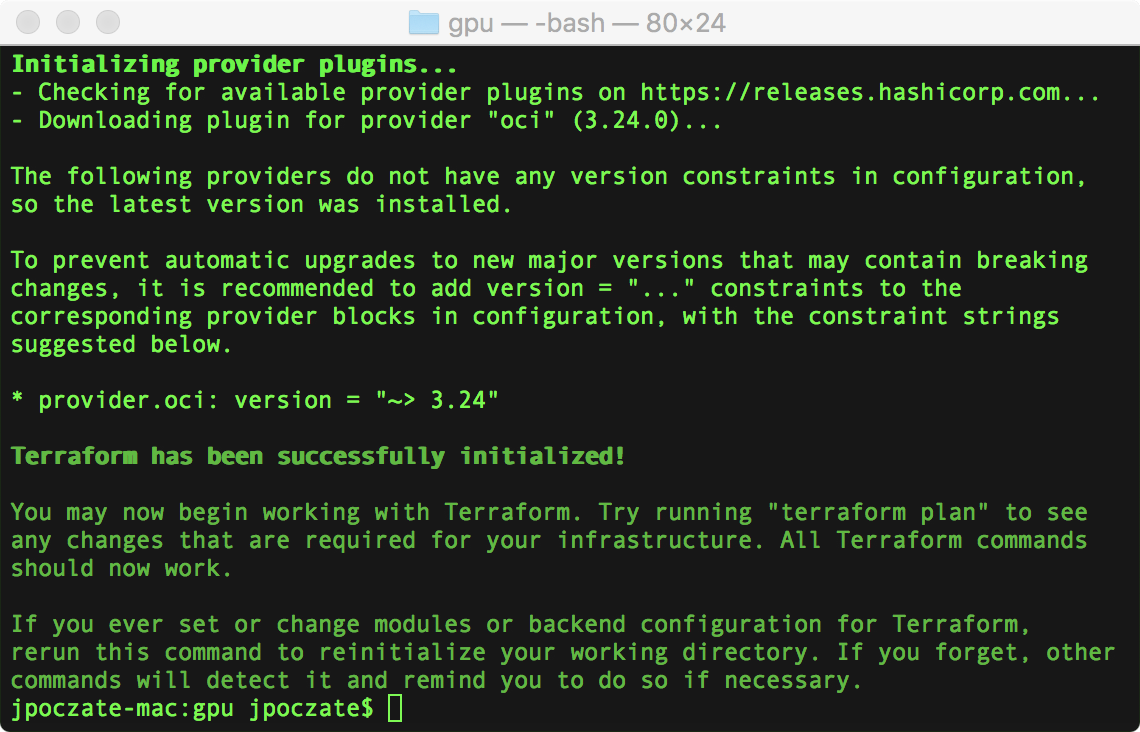 gpu — -bash — 80×24
Initializing provider plugins...
- Checking for available provider plugins on https://releases.hashicorp.com...
- Downloading plugin for provider "oci" (3.24.0)...
The following providers do not have any version constraints in configuration,
so the latest version was installed.
To prevent automatic upgrades to new major versions that may contain breaking
changes, it is recommended to add version = "..." constraints to the
corresponding provider blocks in configuration, with the constraint strings
suggested below.
* provider.oci: version = "~> 3.24"
Terraform has been successfully initialized!
You may now begin working with Terraform. Try running "terraform plan" to see
any changes that are required for your infrastructure. All Terraform commands
should now work.
If you ever set or change modules or backend configuration for Terraform,
rerun this command to reinitialize your working directory. If you forget, other
commands will detect it and remind you to do so if necessary.
jpoczate-mac:gpu jpoczate$